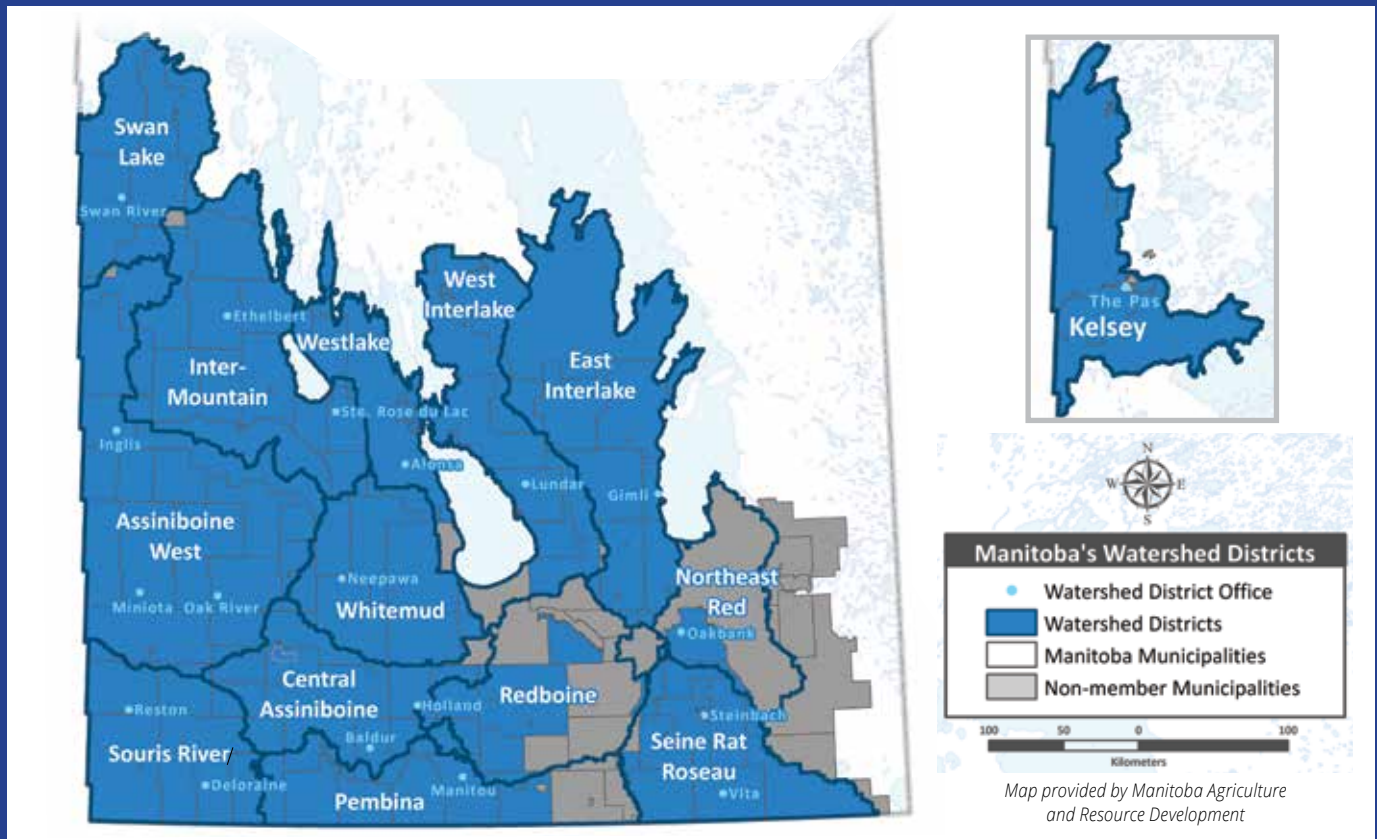 Swan
Lake
Swan River
West
Interlake
Ethelbert
Westlake
Inter-
Mountain
East
Interlake
Ste. Rose du Lac
Inglis
Alonsa
Lundar
Gimli
Assiniboine
West
Neepawa
Northeast
Red
Miniota
Oak River
Whitemud
Oakbank
Central
Assiniboine
Redboine
Reston
Holland
Steinbach
Baldur
Souris River/
Seine Rat
Roseau
Deloraine
Manitou
Vita
Pembina
The Pas
Kelsey
N
W
E
S
Manitoba's Watershed Districts
Watershed District Office
Watershed Districts
Manitoba Municipalities
Non-member Municipalities
100 50 0 100
Kilometers
Map provided by Manitoba Agriculture
and Resource Development